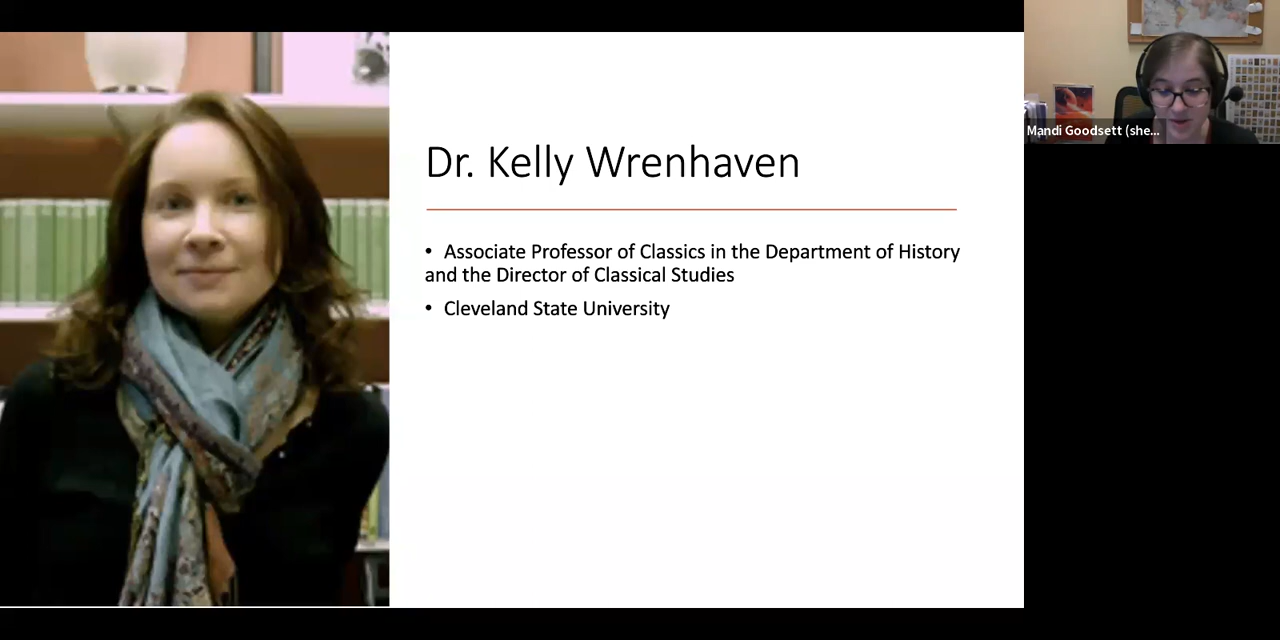 Dr. Kelly Wrenhaven
• Associate Professor of Classics in the Department of History
and the Director of Classical Studies
• Cleveland State University
Mandi Goodsett (she...